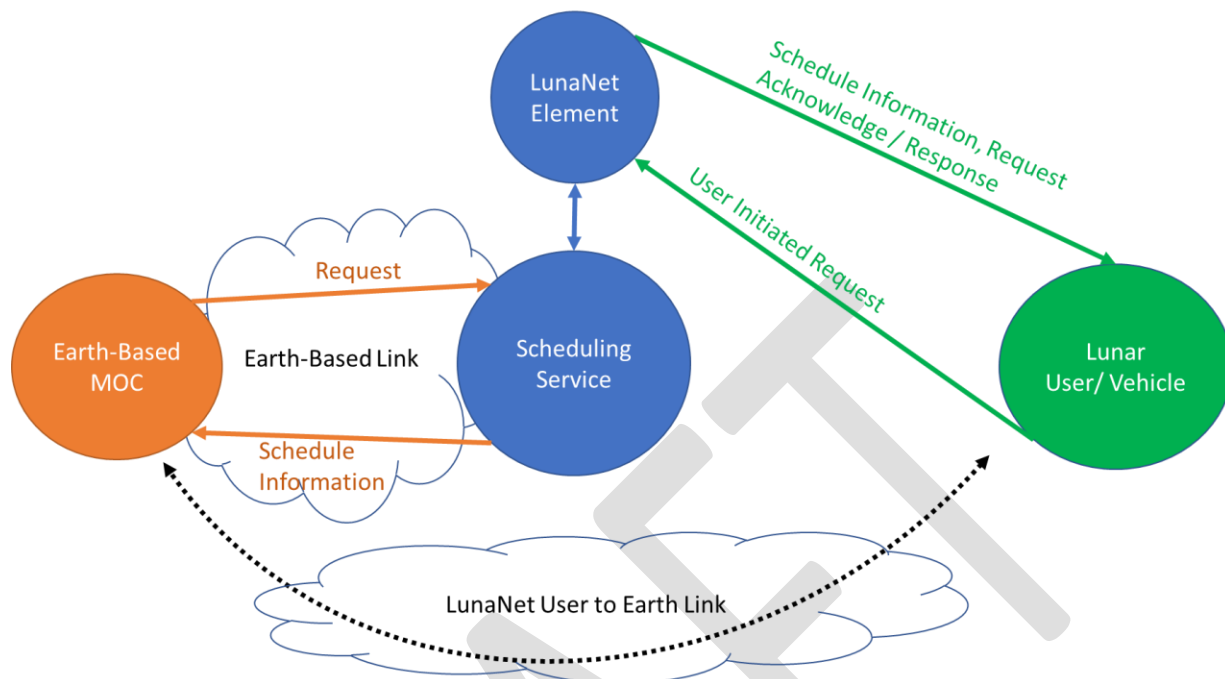 LunaNet
Element
Schedule Information, Request
Acknowledge / Response
User Initiated Request
Request
Earth-Based
MOC
Earth-Based Link
Scheduling
Service
Lunar
User/ Vehicle
Schedule
Information
LunaNet User to Earth Link